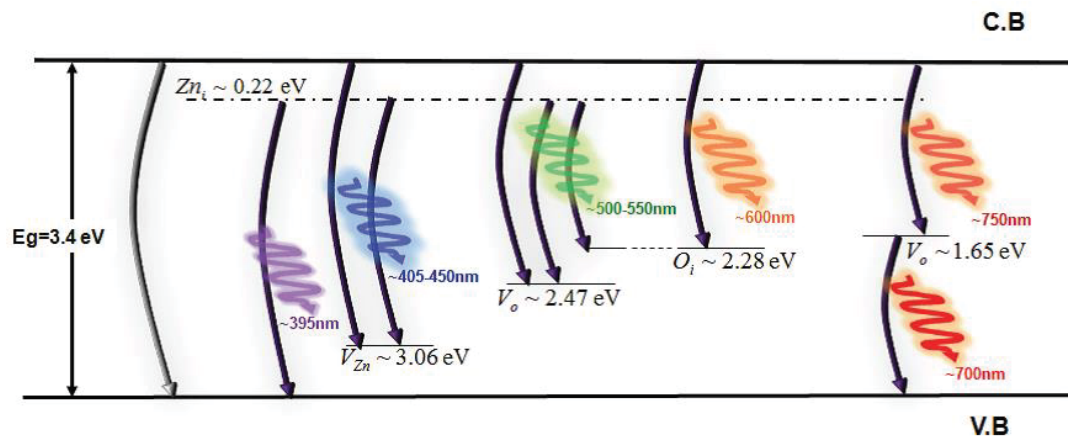 C.B
Zn_i ~ 0.22 eV
Eg=3.4 eV
~395nm
~405-450nm
V_Zn ~ 3.06 eV
~500-550nm
V_o ~ 2.47 eV
~600nm
O_i ~ 2.28 eV
~750nm
V_o ~ 1.65 eV
~700nm
V.B